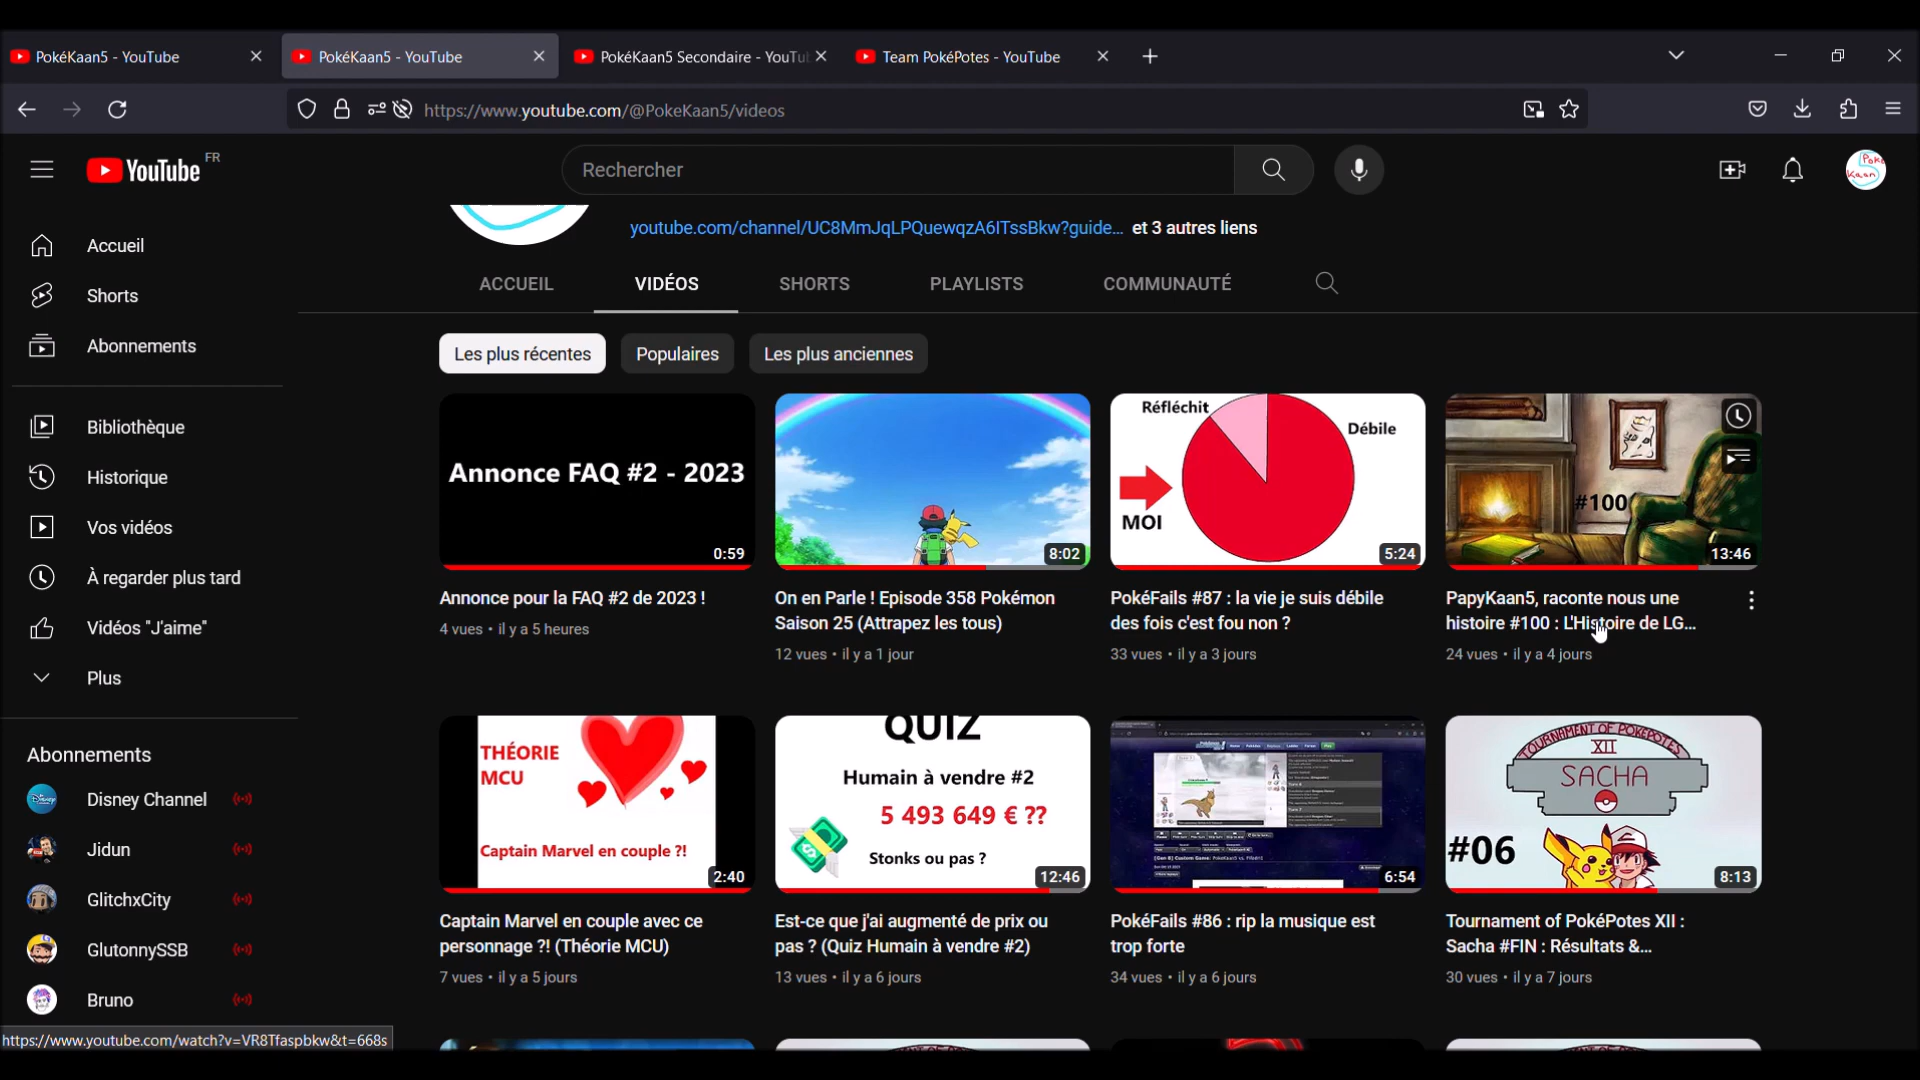 PokéKaan5 - YouTube
PokéKaan5 - YouTube
PokéKaan5 Secondaire - YouTu
Team PokéPotes - YouTube
https://www.youtube.com/@PokeKaan5/videos
YouTube FR
Rechercher
Poké
Kaan
youtube.com/channel/UC8MmJqLPQuewqzA6ITssBkw?guide... et 3 autres liens
ACCUEIL
VIDÉOS
SHORTS
PLAYLISTS
COMMUNAUTÉ
Accueil
Shorts
Abonnements
Bibliothèque
Historique
Vos vidéos
À regarder plus tard
Vidéos "J'aime"
Plus
Abonnements
Disney Channel
Jidun
GlitchxCity
GlutonnySSB
Bruno
Les plus récentes
Populaires
Les plus anciennes
Annonce FAQ #2 - 2023
0:59
Annonce pour la FAQ #2 de 2023 !
4 vues • il y a 5 heures
8:02
On en Parle ! Episode 358 Pokémon
Saison 25 (Attrapez les tous)
12 vues • il y a 1 jour
Réfléchit
Débile
MOI
5:24
PokéFails #87 : la vie je suis débile
des fois c'est fou non ?
33 vues • il y a 3 jours
#100
13:46
PapyKaan5, raconte nous une
histoire #100 : L'Histoire de LG...
24 vues • il y a 4 jours
THÉORIE
MCU
Captain Marvel en couple ?!
2:40
Captain Marvel en couple avec ce
personnage ?! (Théorie MCU)
7 vues • il y a 5 jours
QUIZ
Humain à vendre #2
5 493 649 € ??
Stonks ou pas ?
12:46
Est-ce que j'ai augmenté de prix ou
pas ? (Quiz Humain à vendre #2)
13 vues • il y a 6 jours
6:54
PokéFails #86 : rip la musique est
trop forte
34 vues • il y a 6 jours
TOURNAMENT OF POKÉPOTES
XII
SACHA
#06
8:13
Tournament of PokéPotes XII :
Sacha #FIN : Résultats &...
30 vues • il y a 7 jours
https://www.youtube.com/watch?v=VR8Tfaspbkw&t=668s